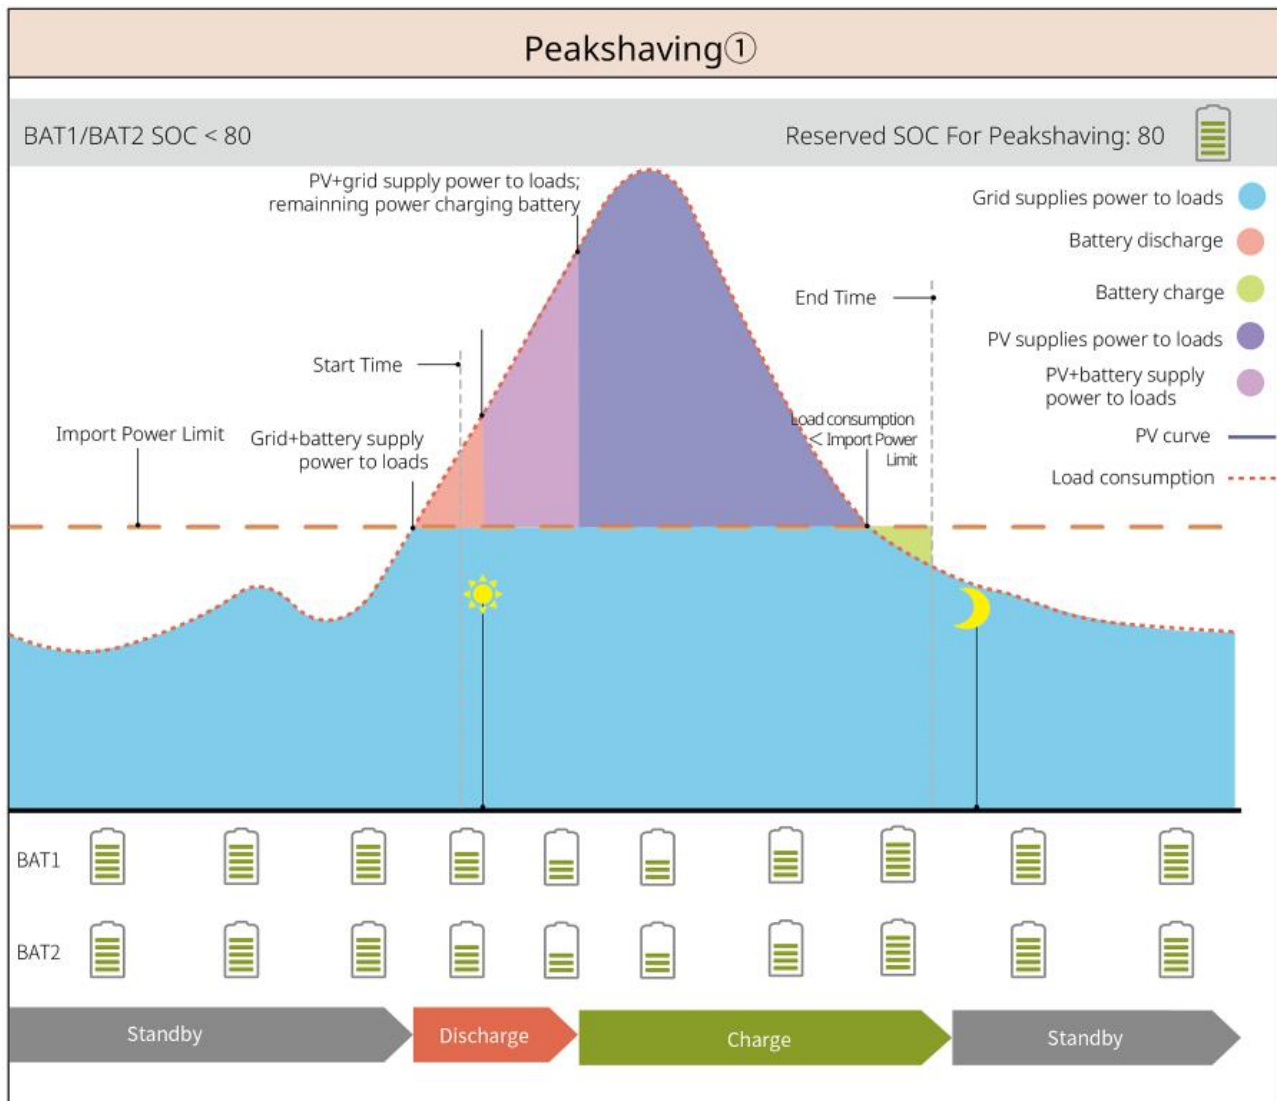 Peakshaving①
BAT1/BAT2 SOC < 80
Reserved SOC For Peakshaving: 80
PV+grid supply power to loads;
remainning power charging battery
Grid supplies power to loads
Battery discharge
Battery charge
PV supplies power to loads
PV+battery supply
power to loads
PV curve
Load consumption
End Time
Start Time
Import Power Limit
Grid+battery supply
power to loads
Load consumption
< Import Power
Limit
BAT1
BAT2
Standby
Discharge
Charge
Standby